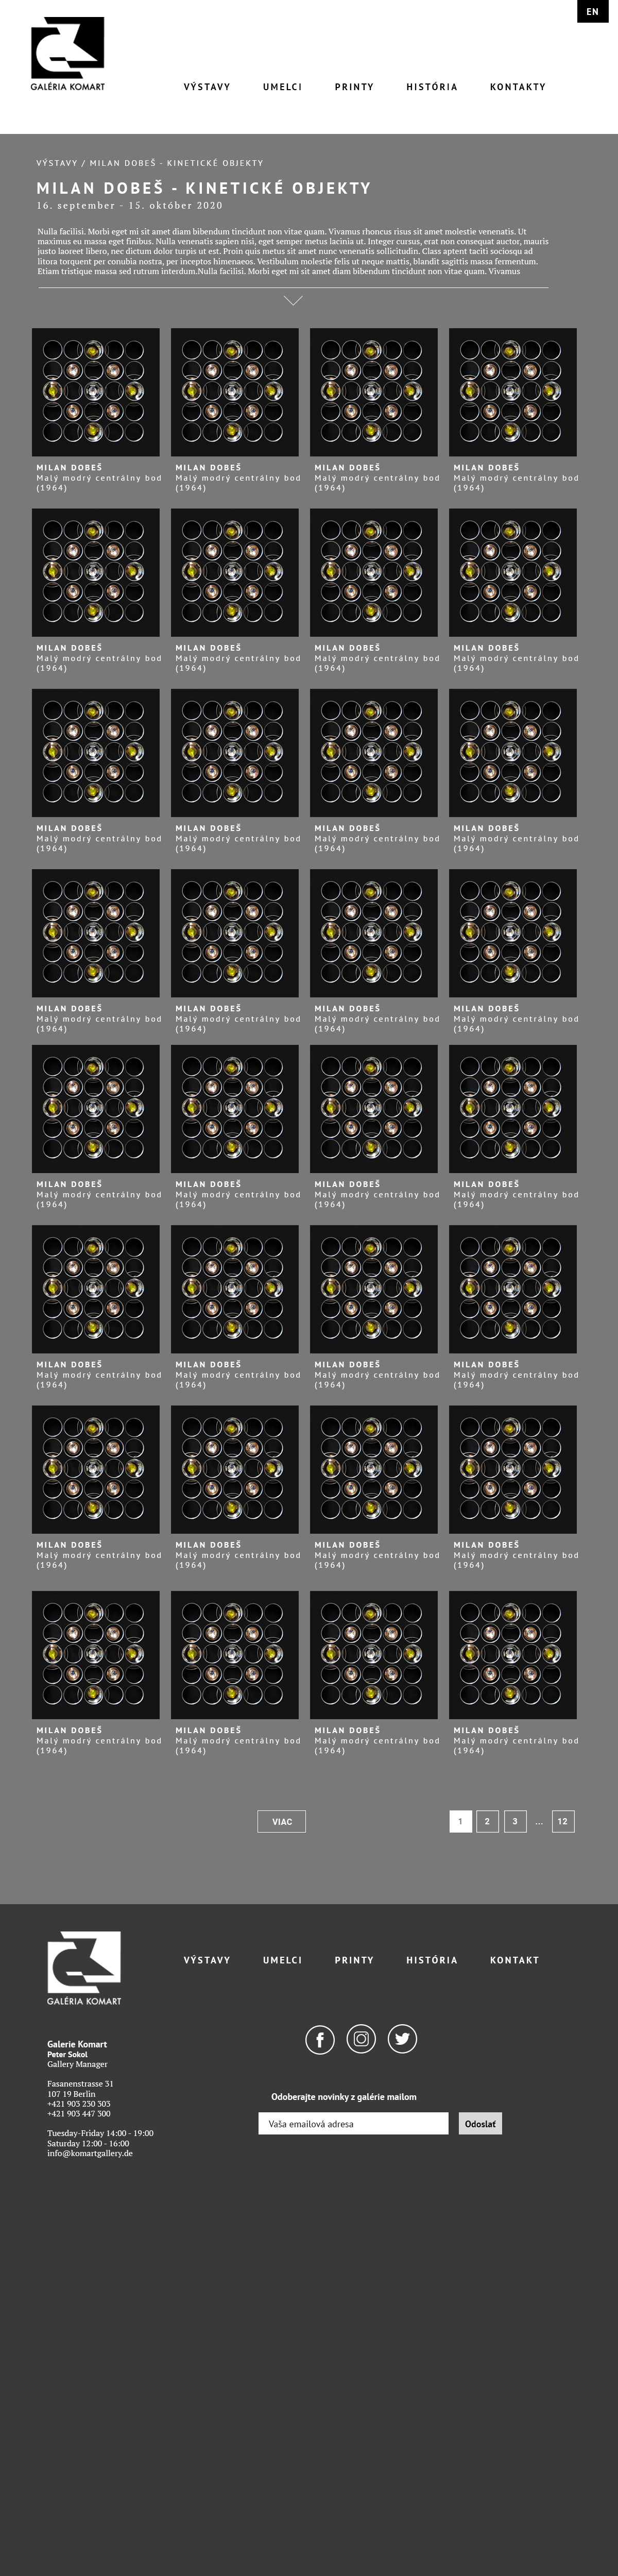 EN
GALÉRIA KOMART
VÝSTAVY UMELCI PRINTY HISTÓRIA KONTAKTY
VÝSTAVY / MILAN DOBEŠ - KINETICKÉ OBJEKTY
MILAN DOBEŠ - KINETICKÉ OBJEKTY
16. september - 15. október 2020
Nulla facilisi. Morbi eget mi sit amet diam bibendum tincidunt non vitae quam. Vivamus rhoncus risus sit amet molestie venenatis. Ut
maximus eu massa eget finibus. Nulla venenatis sapien nisi, eget semper metus lacinia ut. Integer cursus, erat non consequat auctor, mauris
justo laoreet libero, nec dictum dolor turpis ut est. Proin quis metus sit amet nunc venenatis sollicitudin. Class aptent taciti sociosqu ad
litora torquent per conubia nostra, per inceptos himenaeos. Vestibulum molestie felis ut neque mattis, blandit sagittis massa fermentum.
Etiam tristique massa sed rutrum interdum.Nulla facilisi. Morbi eget mi sit amet diam bibendum tincidunt non vitae quam. Vivamus
MILAN DOBEŠ MILAN DOBEŠ MILAN DOBEŠ MILAN DOBEŠ
Malý modrý centrálny bod Malý modrý centrálny bod Malý modrý centrálny bod Malý modrý centrálny bod
(1964) (1964) (1964) (1964)
MILAN DOBEŠ MILAN DOBEŠ MILAN DOBEŠ MILAN DOBEŠ
Malý modrý centrálny bod Malý modrý centrálny bod Malý modrý centrálny bod Malý modrý centrálny bod
(1964) (1964) (1964) (1964)
MILAN DOBEŠ MILAN DOBEŠ MILAN DOBEŠ MILAN DOBEŠ
Malý modrý centrálny bod Malý modrý centrálny bod Malý modrý centrálny bod Malý modrý centrálny bod
(1964) (1964) (1964) (1964)
MILAN DOBEŠ MILAN DOBEŠ MILAN DOBEŠ MILAN DOBEŠ
Malý modrý centrálny bod Malý modrý centrálny bod Malý modrý centrálny bod Malý modrý centrálny bod
(1964) (1964) (1964) (1964)
MILAN DOBEŠ MILAN DOBEŠ MILAN DOBEŠ MILAN DOBEŠ
Malý modrý centrálny bod Malý modrý centrálny bod Malý modrý centrálny bod Malý modrý centrálny bod
(1964) (1964) (1964) (1964)
MILAN DOBEŠ MILAN DOBEŠ MILAN DOBEŠ MILAN DOBEŠ
Malý modrý centrálny bod Malý modrý centrálny bod Malý modrý centrálny bod Malý modrý centrálny bod
(1964) (1964) (1964) (1964)
MILAN DOBEŠ MILAN DOBEŠ MILAN DOBEŠ MILAN DOBEŠ
Malý modrý centrálny bod Malý modrý centrálny bod Malý modrý centrálny bod Malý modrý centrálny bod
(1964) (1964) (1964) (1964)
MILAN DOBEŠ MILAN DOBEŠ MILAN DOBEŠ MILAN DOBEŠ
Malý modrý centrálny bod Malý modrý centrálny bod Malý modrý centrálny bod Malý modrý centrálny bod
(1964) (1964) (1964) (1964)
VIAC 1 2 3 ... 12
VÝSTAVY UMELCI PRINTY HISTÓRIA KONTAKT
GALÉRIA KOMART
Galerie Komart
Peter Sokol
Gallery Manager
Fasanenstrasse 31
107 19 Berlin
+421 903 230 303
+421 903 447 300
Tuesday-Friday 14:00 - 19:00
Saturday 12:00 - 16:00
info@komartgallery.de
Odoberajte novinky z galérie mailom
Vaša emailová adresa Odoslať